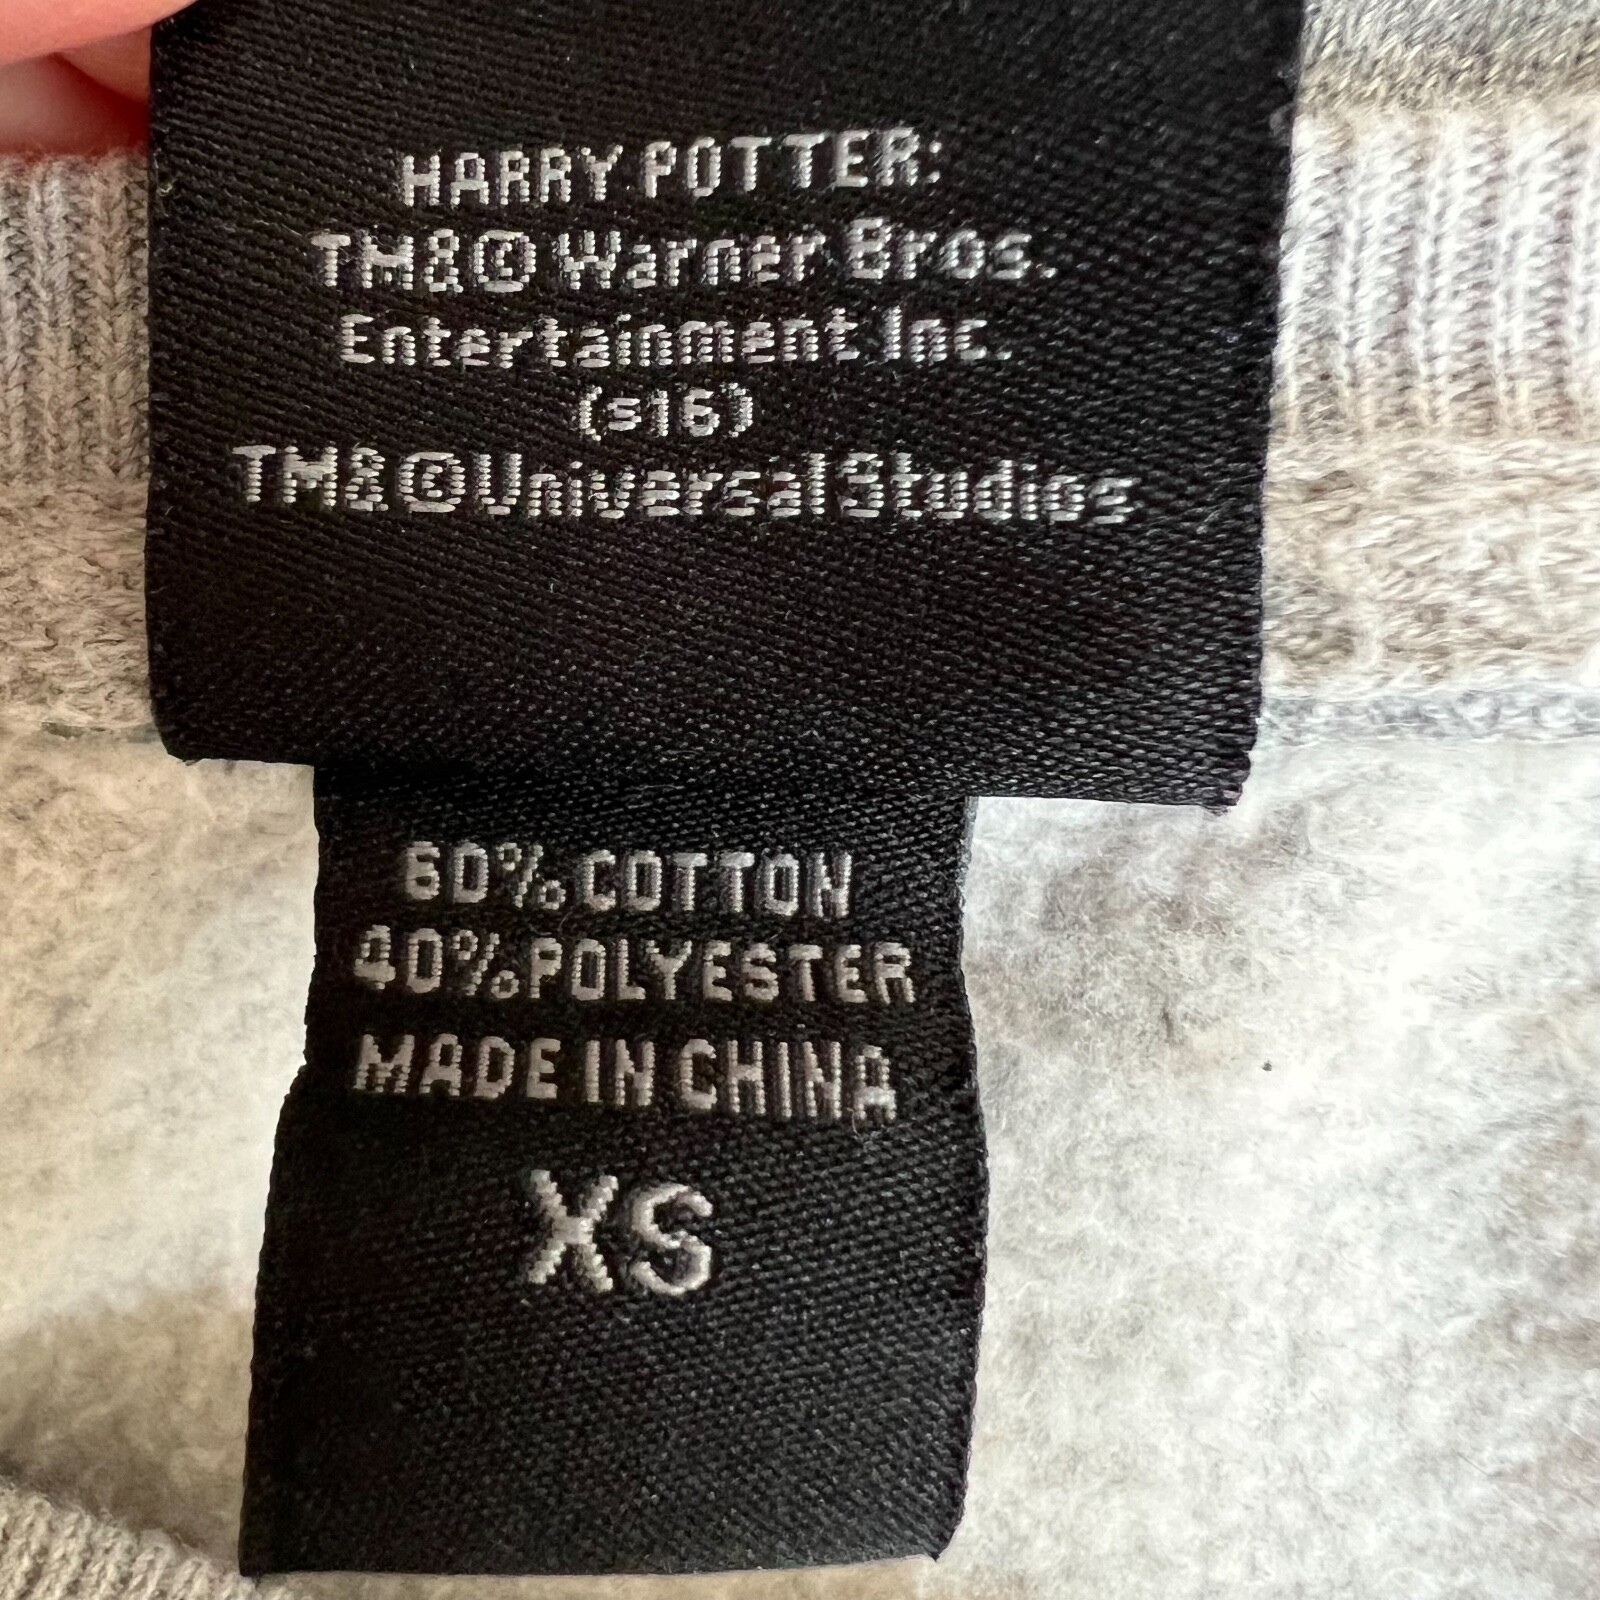 HARRY POTTER:
TM&© Warner Bros.
Entertainment Inc.
(s16)
TM&©Universal Studios
60% COTTON
40% POLYESTER
MADE IN CHINA
XS